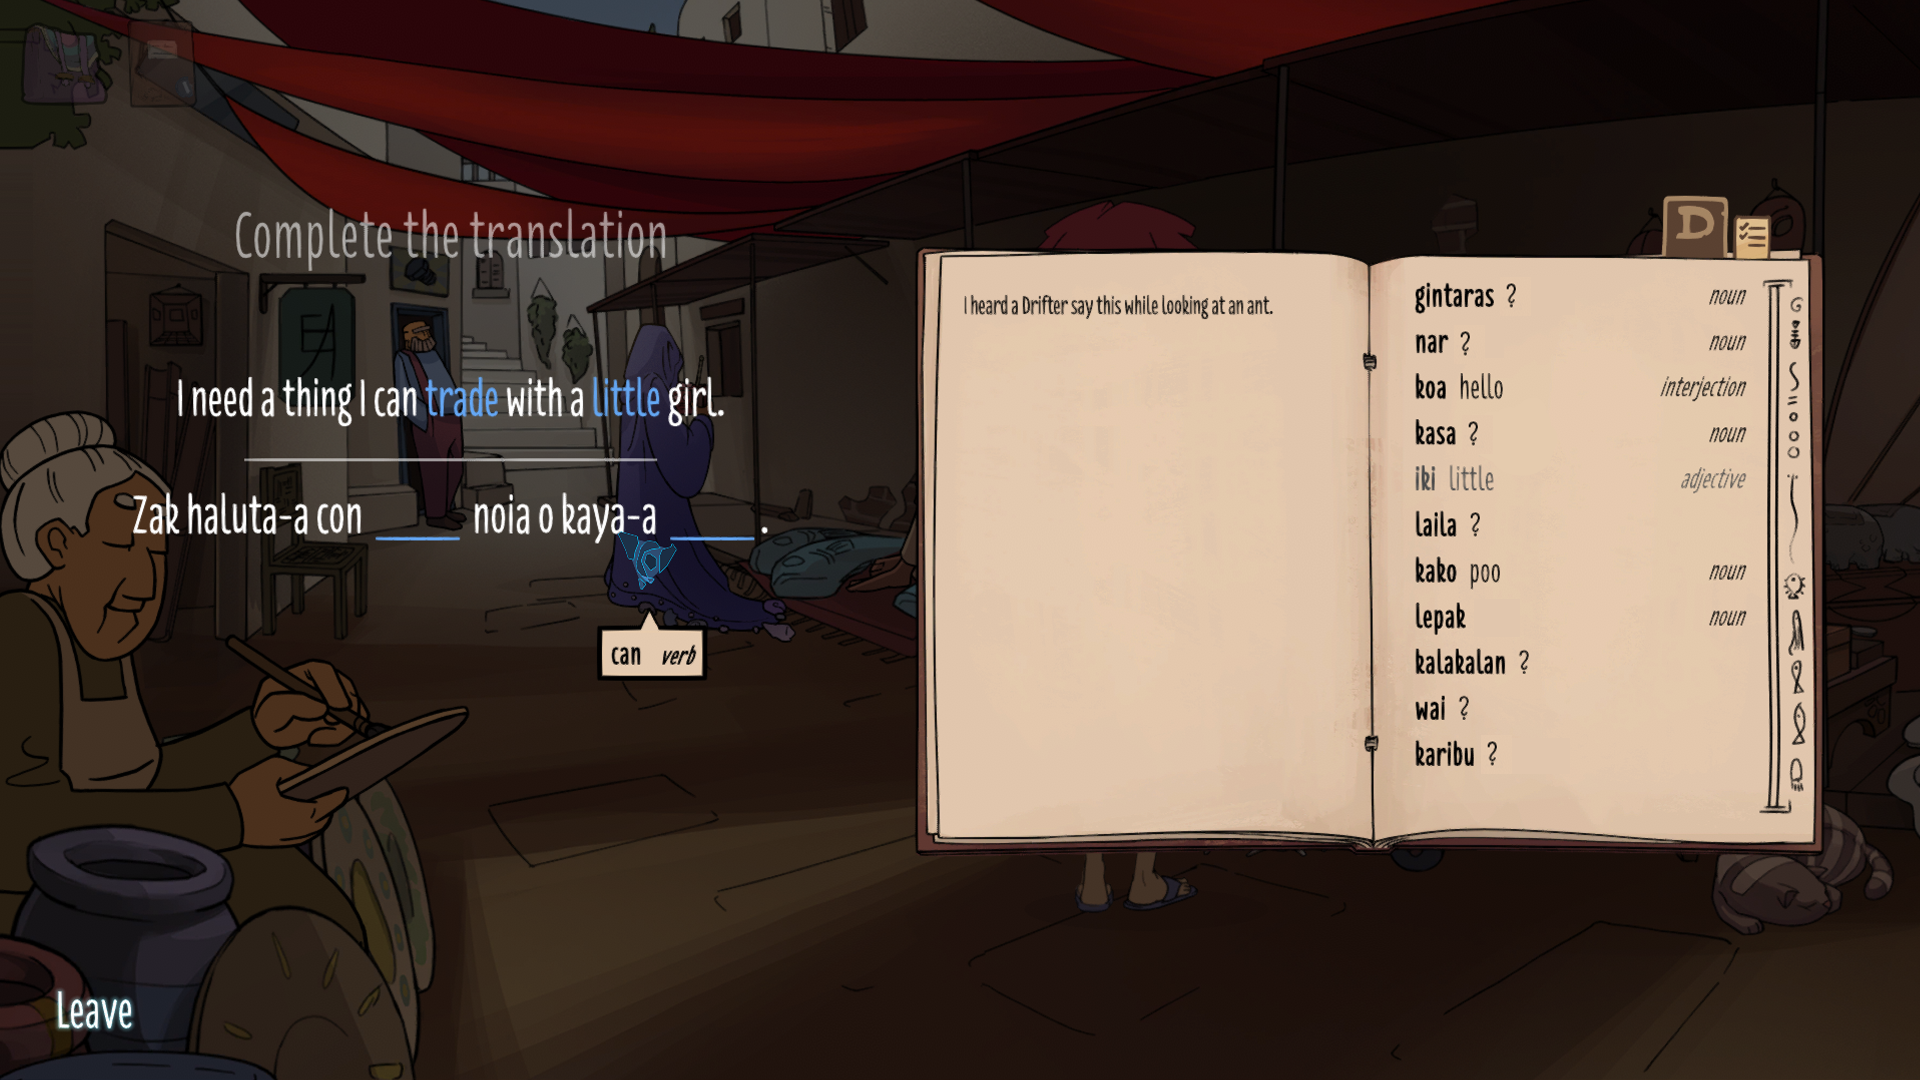 Complete the translation
I need a thing I can trade with a little girl.
Zak haluta-a con _____ noia o kaya-a _____.
can verb
Leave
D
I heard a Drifter say this while looking at an ant.
gintaras ? noun
nar ? noun
koa hello interjection
kasa ? noun
iki little adjective
laila ?
kako poo noun
lepak noun
kalakalan ?
wai ?
karibu ?